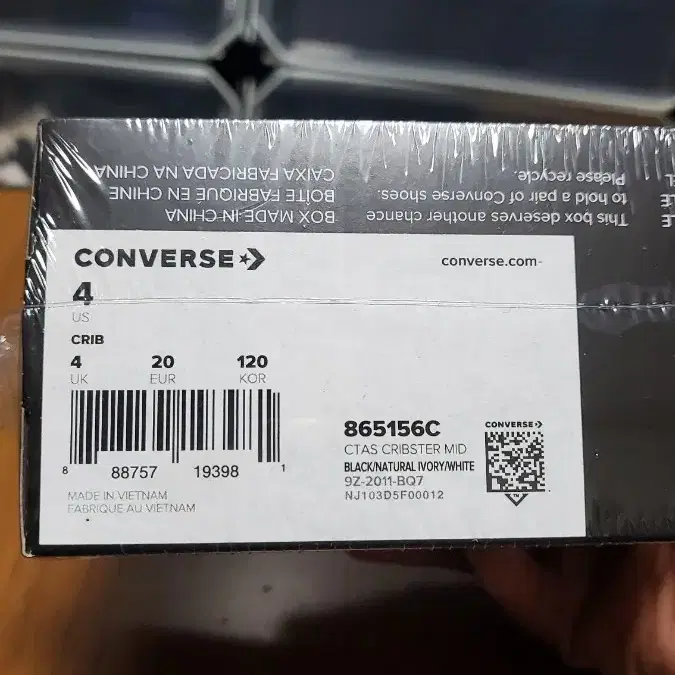 CAIXA FABRICADA NA CHINA
BOÎTE FABRIQUÉE EN CHINE
BOX MADE IN CHINA
This box deserves another chance
to hold a pair of Converse shoes.
Please recycle.
CONVERSE
converse.com
4
US
CRIB
4 20 120
UK EUR KOR
8 88757 19398 1
MADE IN VIETNAM
FABRIQUE AU VIETNAM
865156C
CTAS CRIBSTER MID
BLACK/NATURAL IVORY/WHITE
9Z-2011-BQ7
NJ103D5F00012
CONVERSE